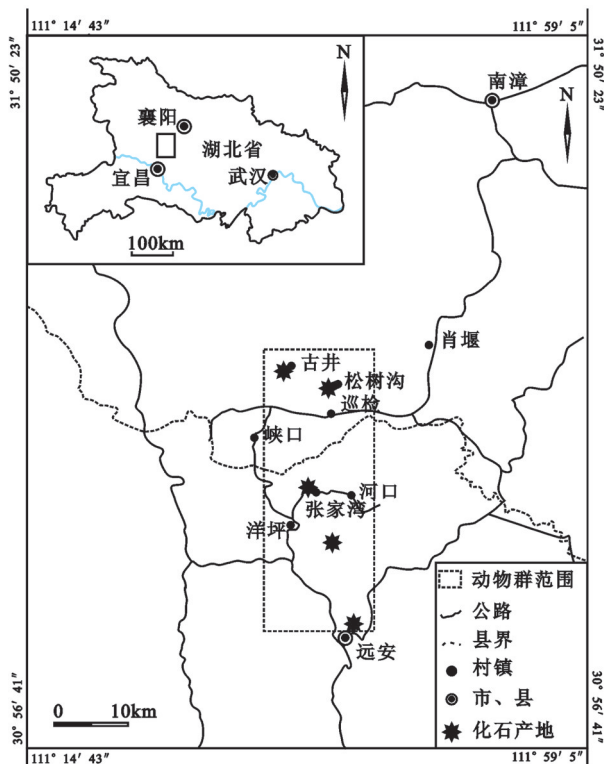 111° 14′ 43″
111° 59′ 5″
31° 50′ 23″
31° 50′ 23″
N
襄阳
湖北省
宜昌
武汉
100km
南漳
N
肖堰
古井
松树沟
巡检
峡口
河口
张家湾
洋坪
远安
动物群范围
公路
县界
村镇
市、县
化石产地
0 10km
30° 56′ 41″
30° 56′ 41″
111° 14′ 43″
111° 59′ 5″